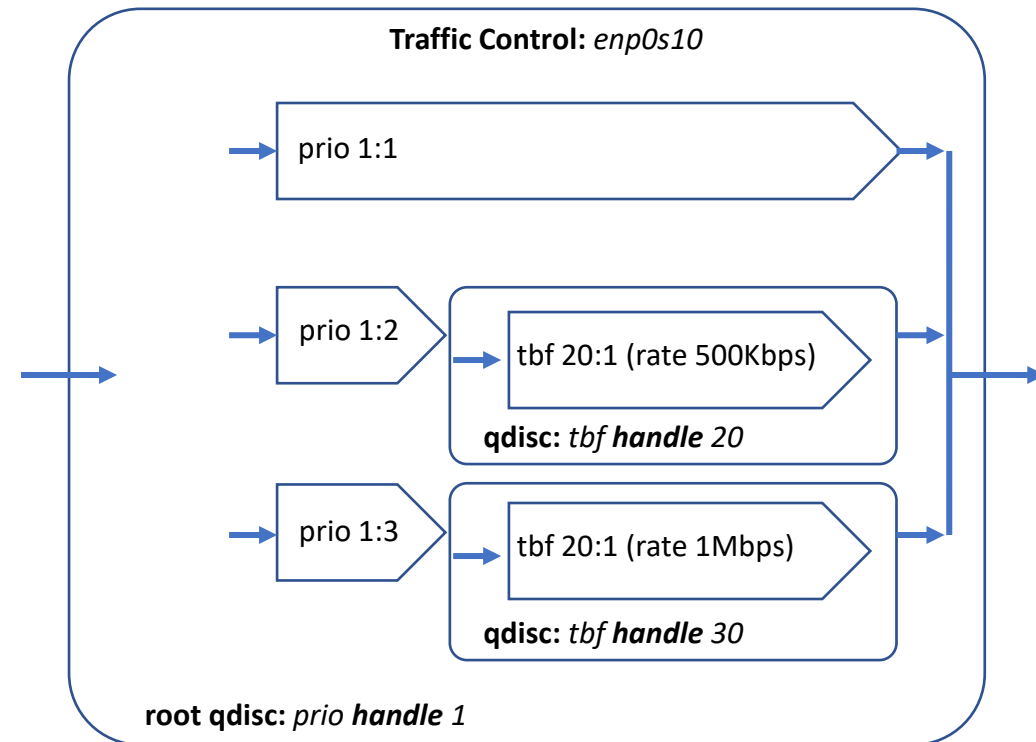 Traffic Control: enp0s10
prio 1:1
prio 1:2
tbf 20:1 (rate 500Kbps)
qdisc: tbf handle 20
prio 1:3
tbf 20:1 (rate 1Mbps)
qdisc: tbf handle 30
root qdisc: prio handle 1